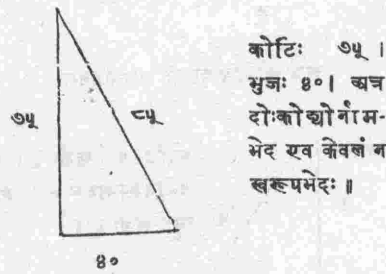 कोटिः ७५ ।
भुजः ४०। अत्र
७५
८५
दोःकोट्योर्नाम-
भेद एव केवलं न
स्वरूपभेदः ॥
४०